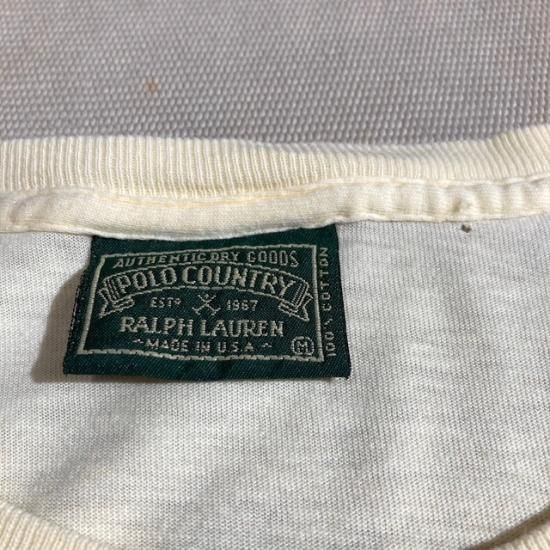 AUTHENTIC DRY GOODS
POLO COUNTRY
ESTD 1967
RALPH LAUREN
~ MADE IN U.S.A. ~
M
100% COTTON